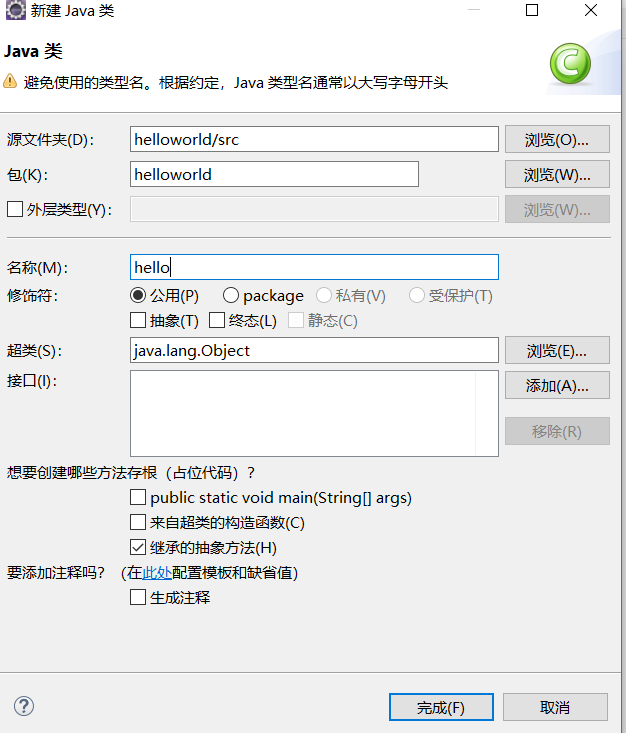 新建 Java 类
Java 类
避免使用的类型名。根据约定，Java 类型名通常以大写字母开头
源文件夹(D)： helloworld/src 浏览(O)...
包(K)： helloworld 浏览(W)...
外层类型(Y)： 浏览(W)...
名称(M)： hello
修饰符： 公用(P) package 私有(V) 受保护(T)
抽象(T) 终态(L) 静态(C)
超类(S)： java.lang.Object 浏览(E)...
接口(I)： 添加(A)...
移除(R)
想要创建哪些方法存根（占位代码）？
public static void main(String[] args)
来自超类的构造函数(C)
继承的抽象方法(H)
要添加注释吗？ （在此处配置模板和缺省值）
生成注释
? 完成(F) 取消